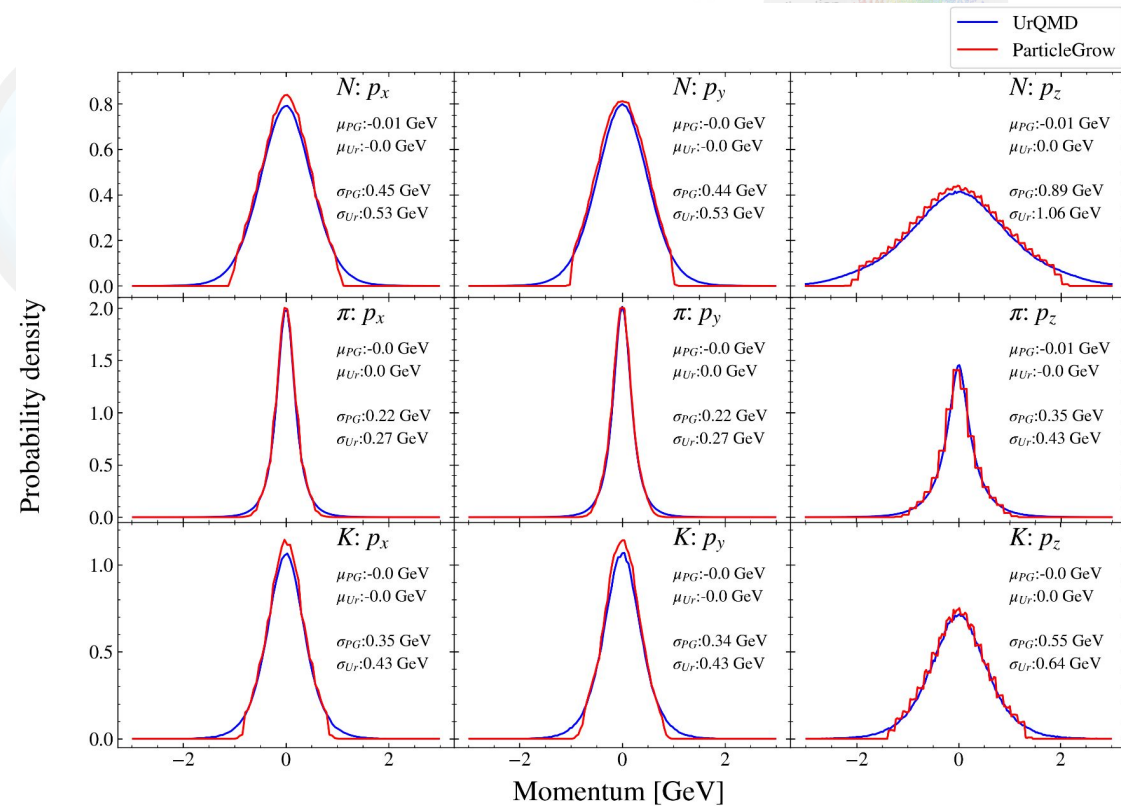 UrQMD
ParticleGrow
N: pₓ
μ_PG:-0.01 GeV
μ_Ur:-0.0 GeV
σ_PG:0.45 GeV
σ_Ur:0.53 GeV
N: p_y
μ_PG:-0.0 GeV
μ_Ur:-0.0 GeV
σ_PG:0.44 GeV
σ_Ur:0.53 GeV
N: p_z
μ_PG:-0.01 GeV
μ_Ur:0.0 GeV
σ_PG:0.89 GeV
σ_Ur:1.06 GeV
0.8
0.6
0.4
0.2
0.0
π: pₓ
μ_PG:-0.0 GeV
μ_Ur:0.0 GeV
σ_PG:0.22 GeV
σ_Ur:0.27 GeV
π: p_y
μ_PG:-0.0 GeV
μ_Ur:0.0 GeV
σ_PG:0.22 GeV
σ_Ur:0.27 GeV
π: p_z
μ_PG:-0.01 GeV
μ_Ur:-0.0 GeV
σ_PG:0.35 GeV
σ_Ur:0.43 GeV
2.0
1.5
1.0
0.5
0.0
K: pₓ
μ_PG:-0.0 GeV
μ_Ur:-0.0 GeV
σ_PG:0.35 GeV
σ_Ur:0.43 GeV
K: p_y
μ_PG:-0.0 GeV
μ_Ur:-0.0 GeV
σ_PG:0.34 GeV
σ_Ur:0.43 GeV
K: p_z
μ_PG:-0.0 GeV
μ_Ur:0.0 GeV
σ_PG:0.55 GeV
σ_Ur:0.64 GeV
1.0
0.5
0.0
−2 0 2 −2 0 2 −2 0 2
Probability density
Momentum [GeV]